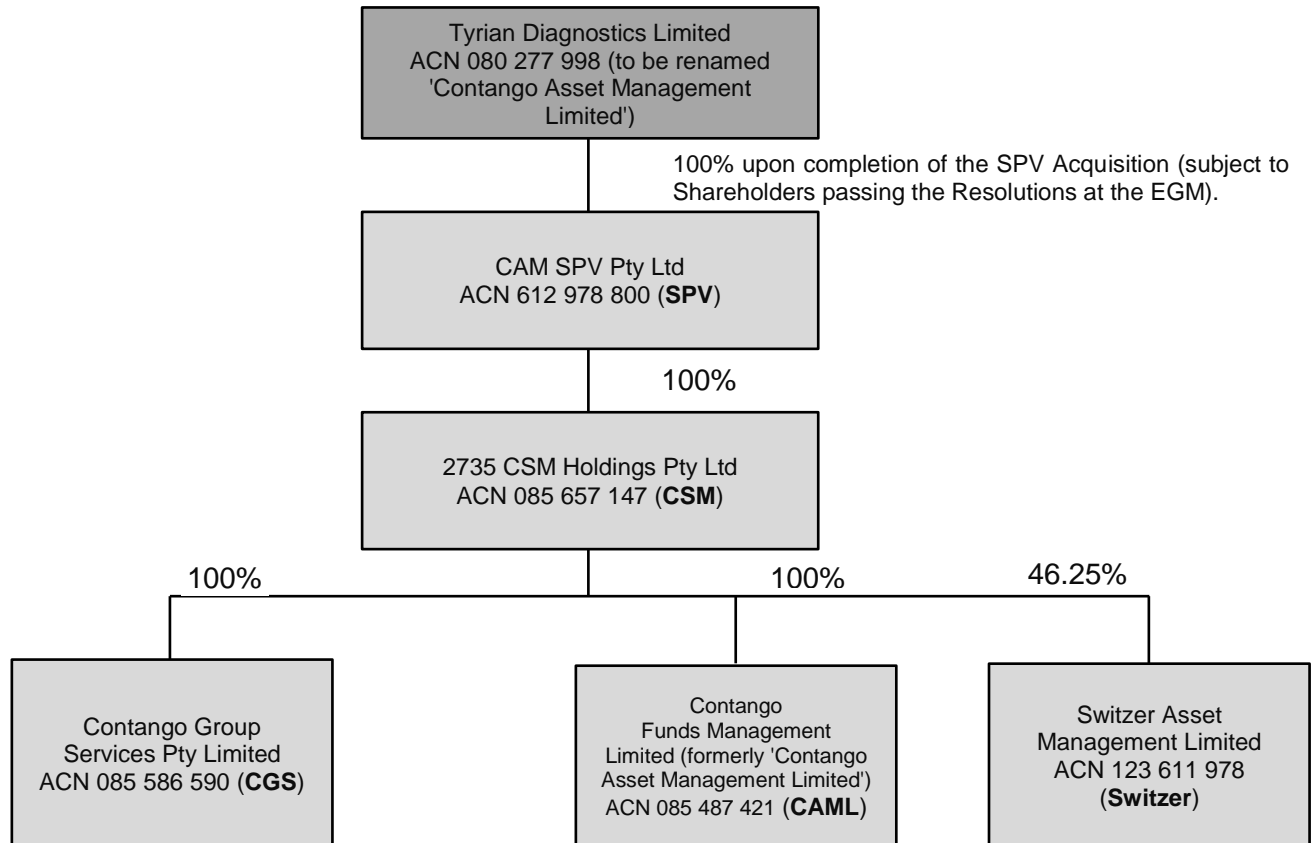 Tyrian Diagnostics Limited
ACN 080 277 998 (to be renamed
'Contango Asset Management
Limited')
100% upon completion of the SPV Acquisition (subject to
Shareholders passing the Resolutions at the EGM).
CAM SPV Pty Ltd
ACN 612 978 800 (SPV)
100%
2735 CSM Holdings Pty Ltd
ACN 085 657 147 (CSM)
100%
100%
46.25%
Contango Group
Services Pty Limited
ACN 085 586 590 (CGS)
Contango
Funds Management
Limited (formerly 'Contango
Asset Management Limited')
ACN 085 487 421 (CAML)
Switzer Asset
Management Limited
ACN 123 611 978
(Switzer)